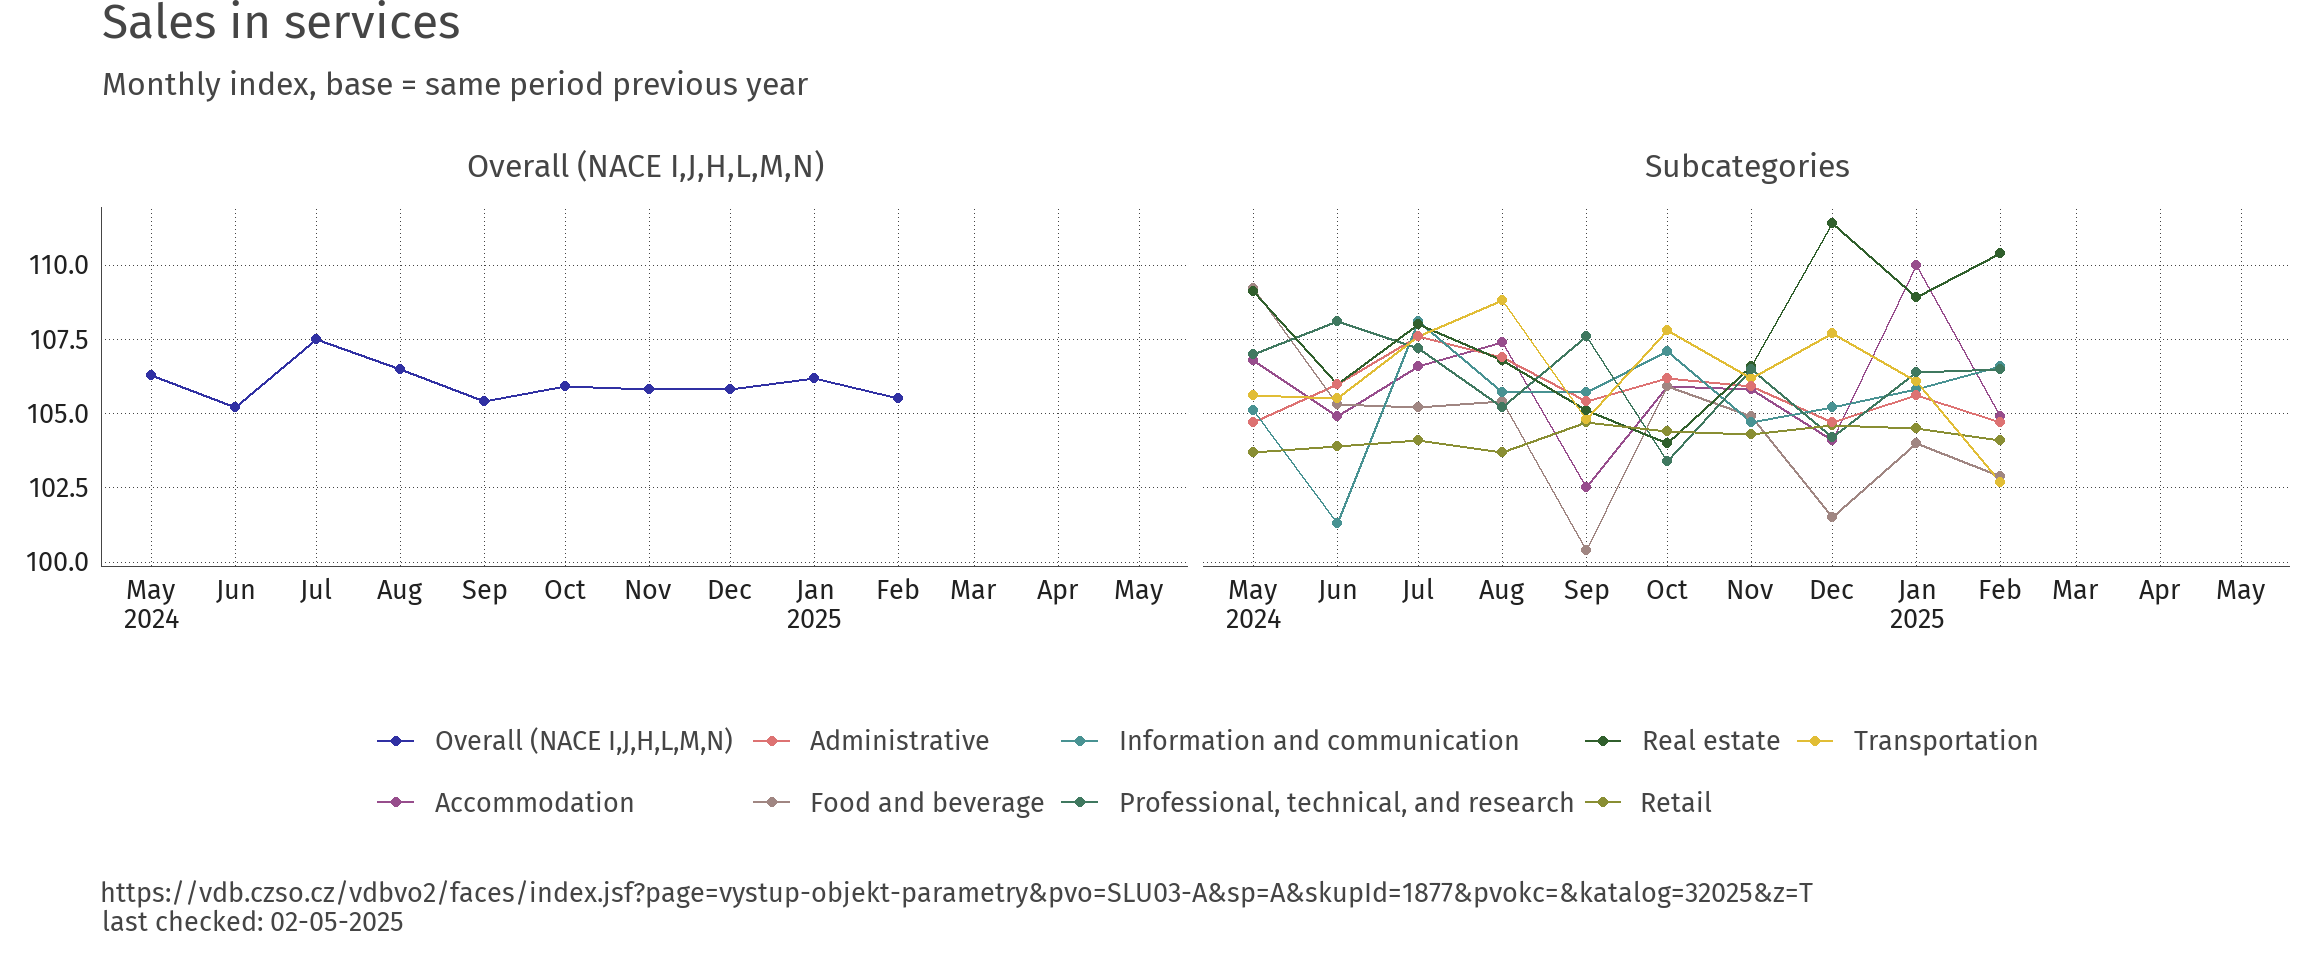 Sales in services
Monthly index, base = same period previous year
Overall (NACE I,J,H,L,M,N)
Subcategories
110.0
107.5
105.0
102.5
100.0
May Jun Jul Aug Sep Oct Nov Dec Jan Feb Mar Apr May
2024 2025
May Jun Jul Aug Sep Oct Nov Dec Jan Feb Mar Apr May
2024 2025
Overall (NACE I,J,H,L,M,N) Administrative Information and communication Real estate Transportation
Accommodation Food and beverage Professional, technical, and research Retail
https://vdb.czso.cz/vdbvo2/faces/index.jsf?page=vystup-objekt-parametry&pvo=SLU03-A&sp=A&skupId=1877&pvokc=&katalog=32025&z=T
last checked: 02-05-2025